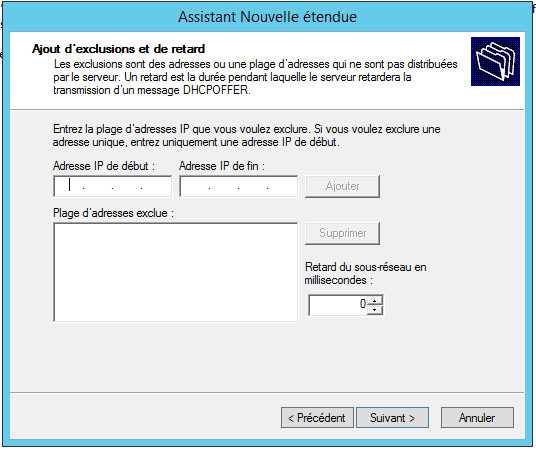 Assistant Nouvelle étendue
Ajout d'exclusions et de retard
Les exclusions sont des adresses ou une plage d'adresses qui ne sont pas distribuées
par le serveur. Un retard est la durée pendant laquelle le serveur retardera la
transmission d'un message DHCPOFFER.
Entrez la plage d'adresses IP que vous voulez exclure. Si vous voulez exclure une
adresse unique, entrez uniquement une adresse IP de début.
Adresse IP de début : Adresse IP de fin :
. . . . . . Ajouter
Plage d'adresses exclue :
Supprimer
Retard du sous-réseau en
millisecondes :
0
< Précédent Suivant > Annuler